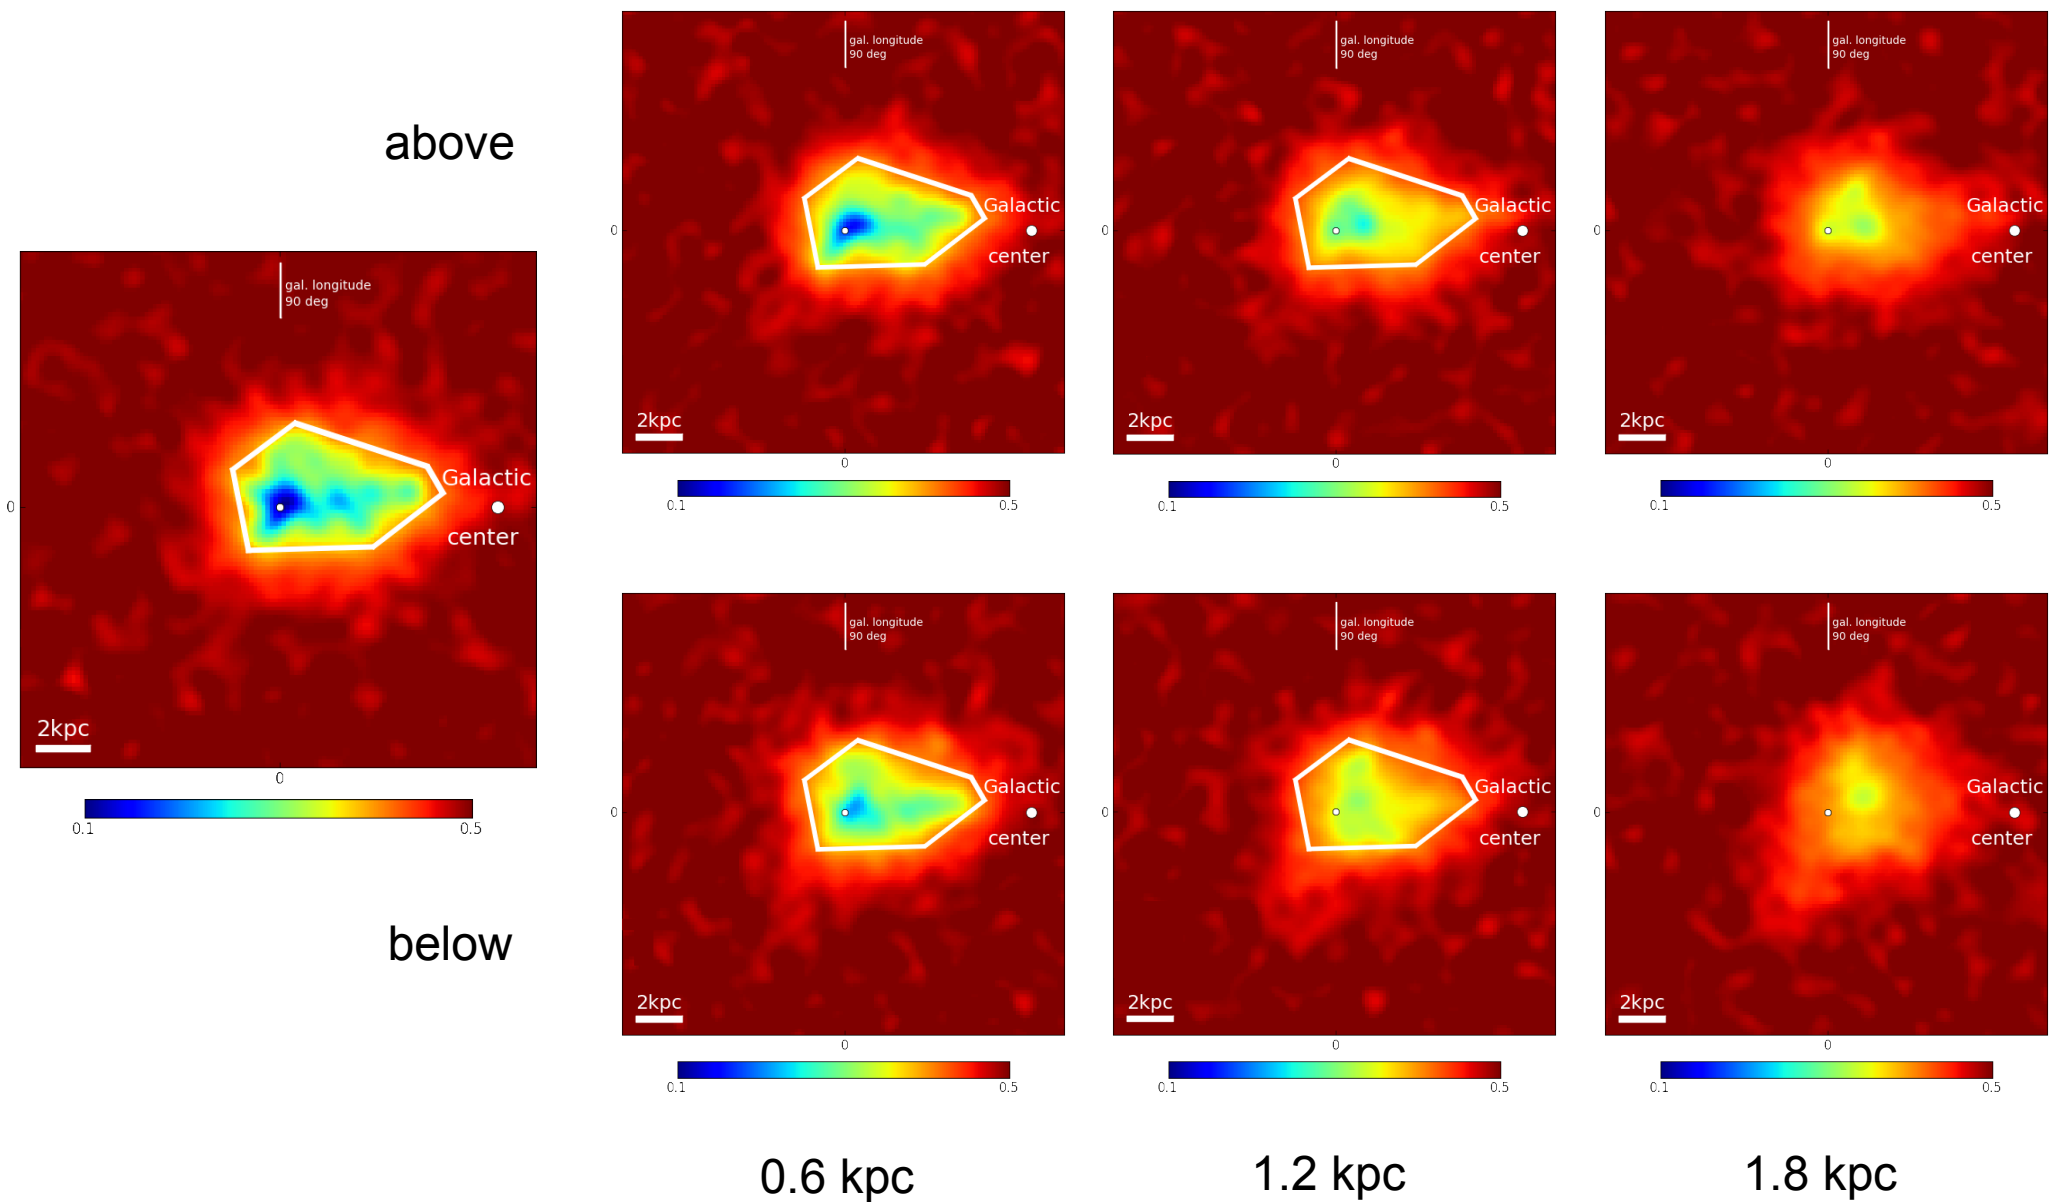 above
gal. longitude
90 deg
0
Galactic
center
2kpc
0
0.1
0.5
gal. longitude
90 deg
0
Galactic
center
2kpc
0
0.1
0.5
gal. longitude
90 deg
0
Galactic
center
2kpc
0
0.1
0.5
gal. longitude
90 deg
0
Galactic
center
2kpc
0
0.1
0.5
below
gal. longitude
90 deg
0
Galactic
center
2kpc
0
0.1
0.5
gal. longitude
90 deg
0
Galactic
center
2kpc
0
0.1
0.5
gal. longitude
90 deg
0
Galactic
center
2kpc
0
0.1
0.5
0.6 kpc
1.2 kpc
1.8 kpc